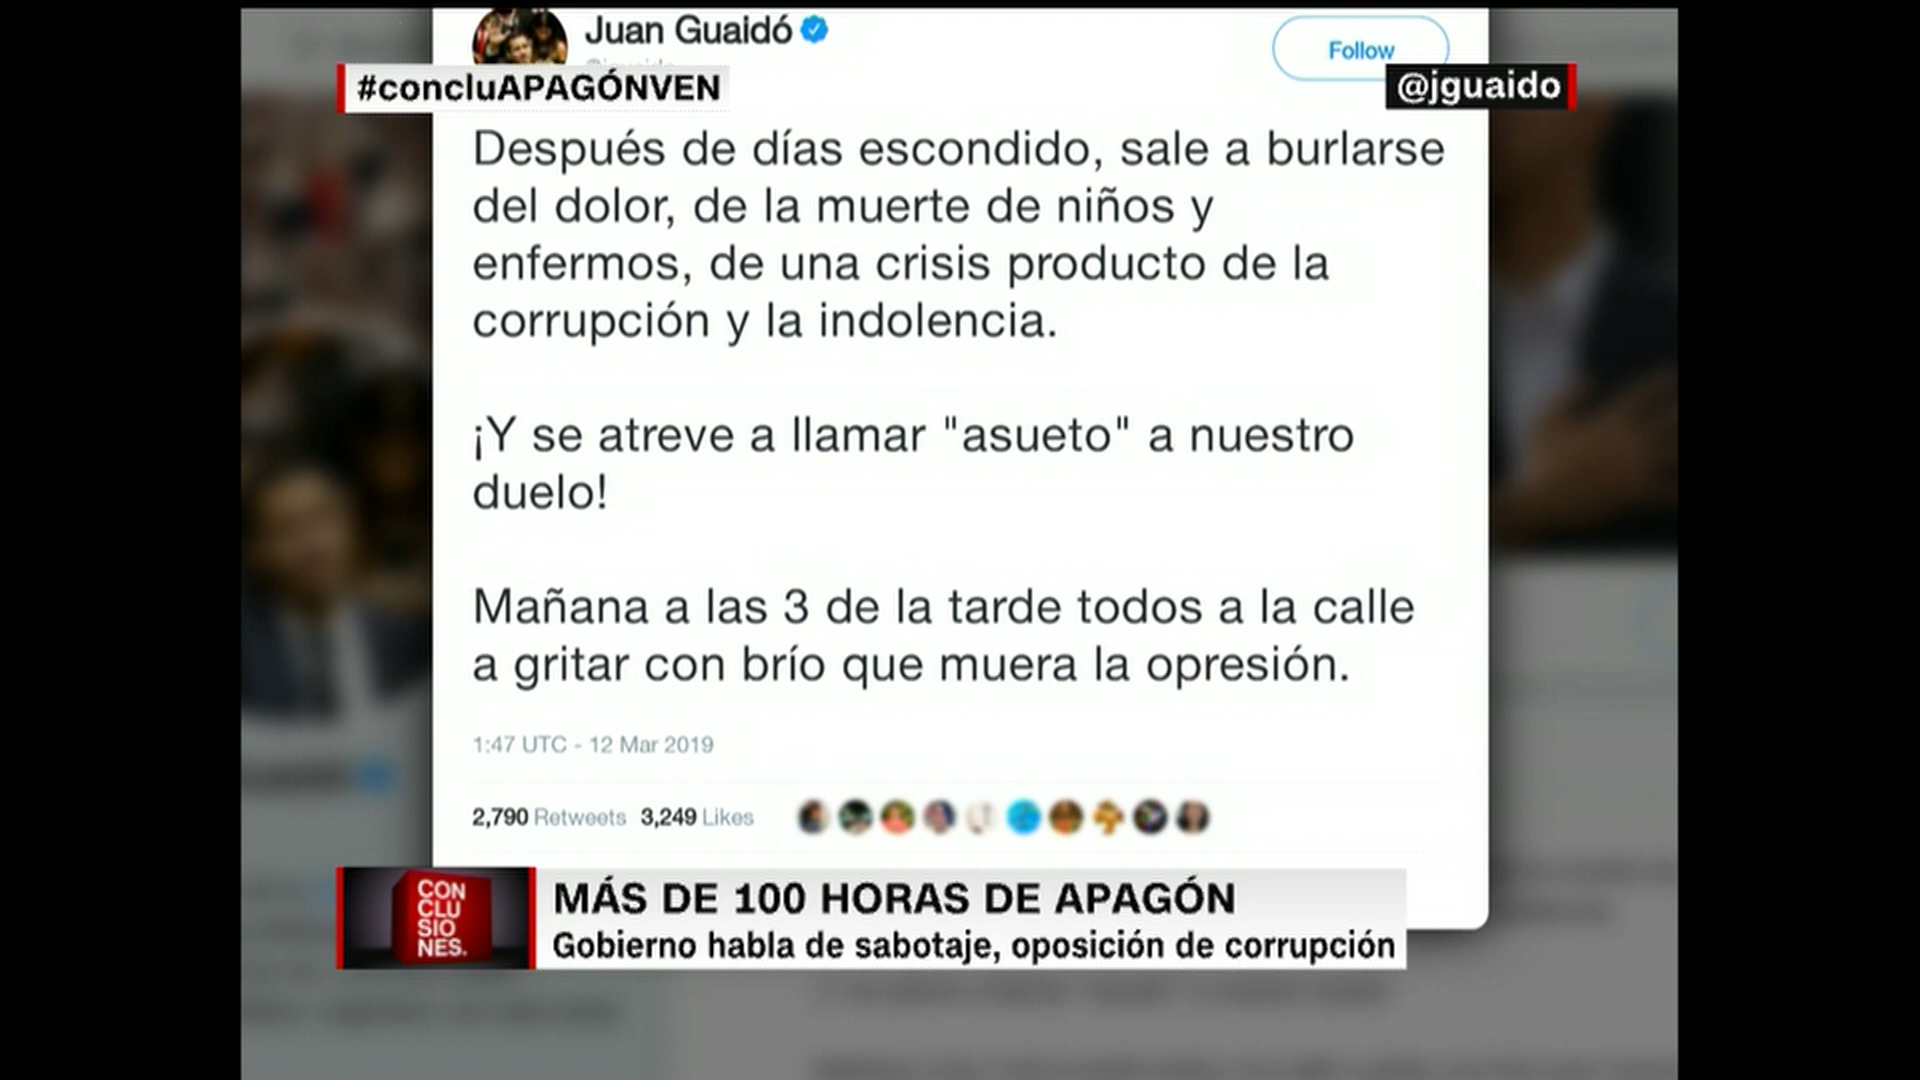 Juan Guaidó
Follow
#concluAPAGÓNVEN
@jguaido
Después de días escondido, sale a burlarse
del dolor, de la muerte de niños y
enfermos, de una crisis producto de la
corrupción y la indolencia.
¡Y se atreve a llamar "asueto" a nuestro
duelo!
Mañana a las 3 de la tarde todos a la calle
a gritar con brío que muera la opresión.
1:47 UTC - 12 Mar 2019
2,790 Retweets 3,249 Likes
CON
CLU
SIO
NES.
MÁS DE 100 HORAS DE APAGÓN
Gobierno habla de sabotaje, oposición de corrupción